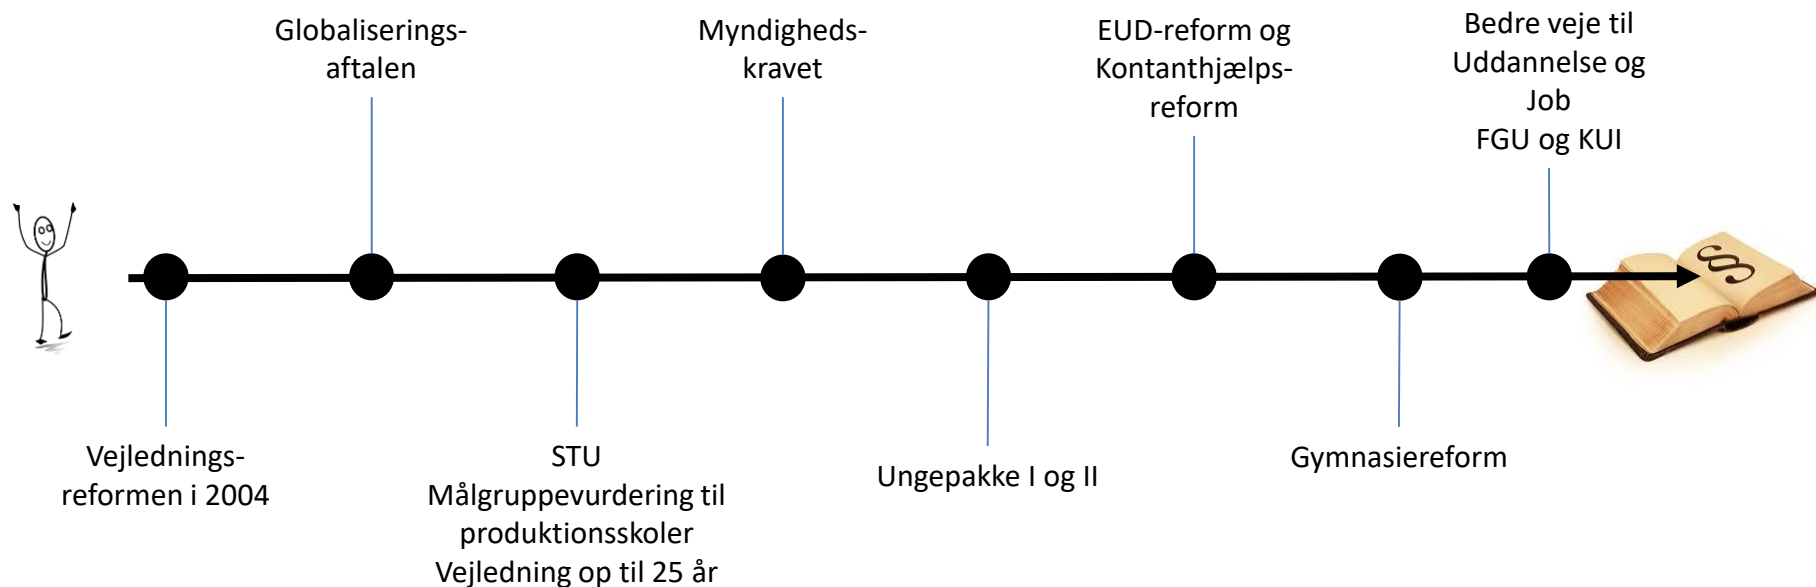 Globaliserings-
aftalen
Myndigheds-
kravet
EUD-reform og
Kontanthjælps-
reform
Bedre veje til
Uddannelse og
Job
FGU og KUI
§
Vejlednings-
reformen i 2004
STU
Målgruppevurdering til
produktionsskoler
Vejledning op til 25 år
Ungepakke I og II
Gymnasiereform